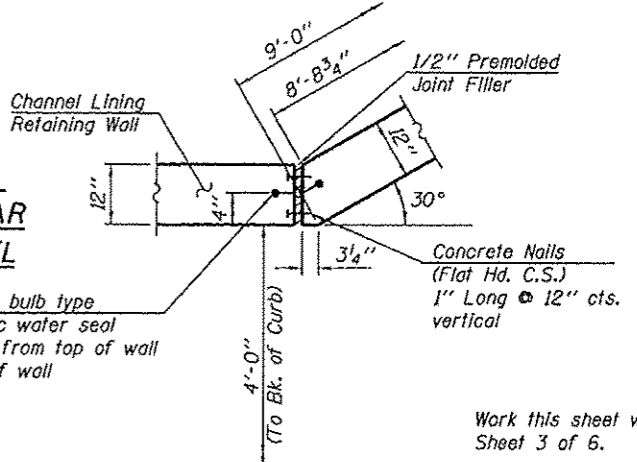 9'-0"
8'-8¾"
1/2" Premolded
Joint Filler
Channel Lining
Retaining Wall
12"
12"
4"
30°
3¼"
AR
L
Concrete Nails
(Flat Hd. C.S.)
1" Long @ 12" cts.
vertical
bulb type
c water seal
from top of wall
f wall
4'-0"
(To Bk. of Curb)
Work this sheet w
Sheet 3 of 6.